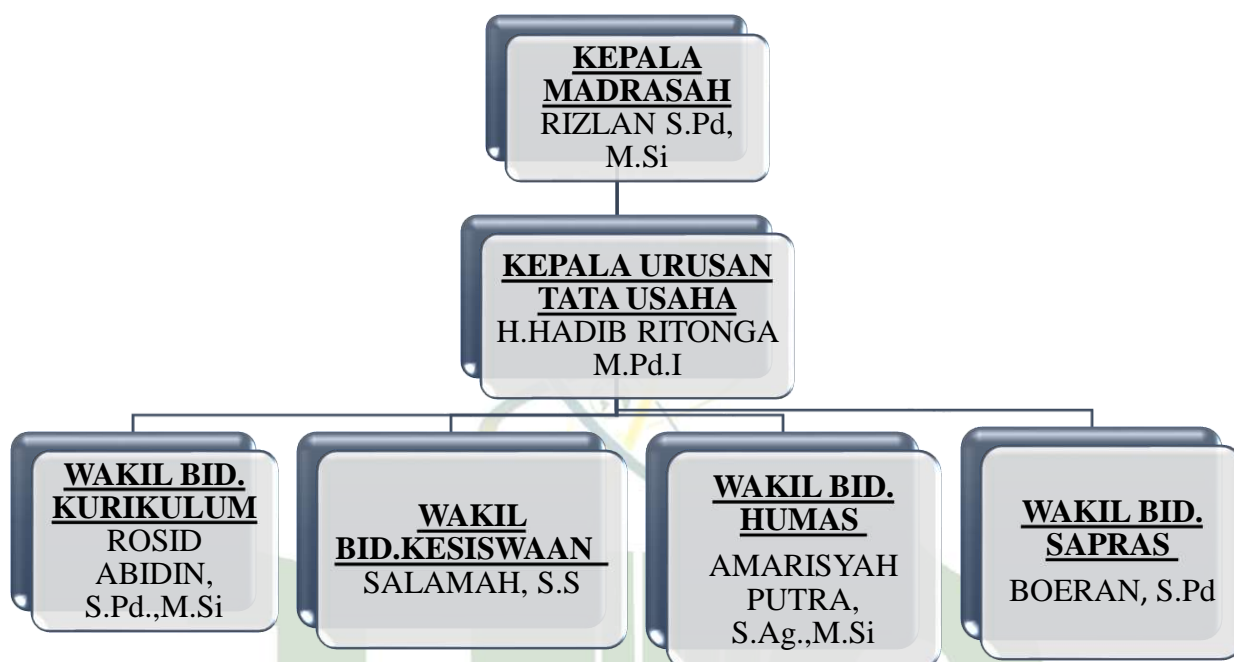 KEPALA
MADRASAH
RIZLAN S.Pd,
M.Si
KEPALA URUSAN
TATA USAHA
H.HADIB RITONGA
M.Pd.I
WAKIL BID.
KURIKULUM
ROSID
ABIDIN,
S.Pd.,M.Si
WAKIL
BID.KESISWAAN
SALAMAH, S.S
WAKIL BID.
HUMAS
AMARISYAH
PUTRA,
S.Ag.,M.Si
WAKIL BID.
SAPRAS
BOERAN, S.Pd